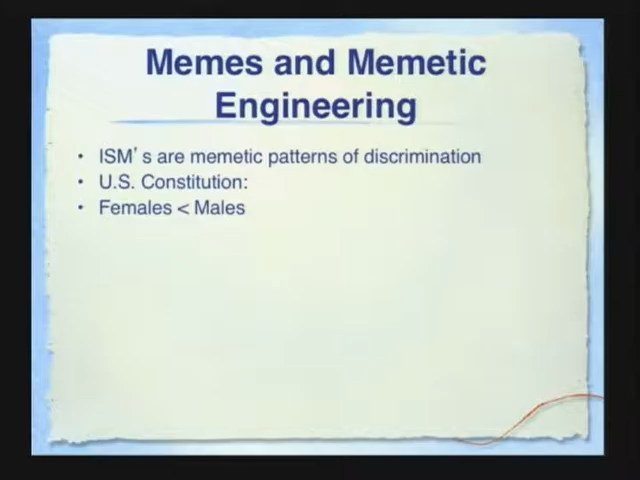 Memes and Memetic
Engineering
• ISM's are memetic patterns of discrimination
• U.S. Constitution:
• Females < Males